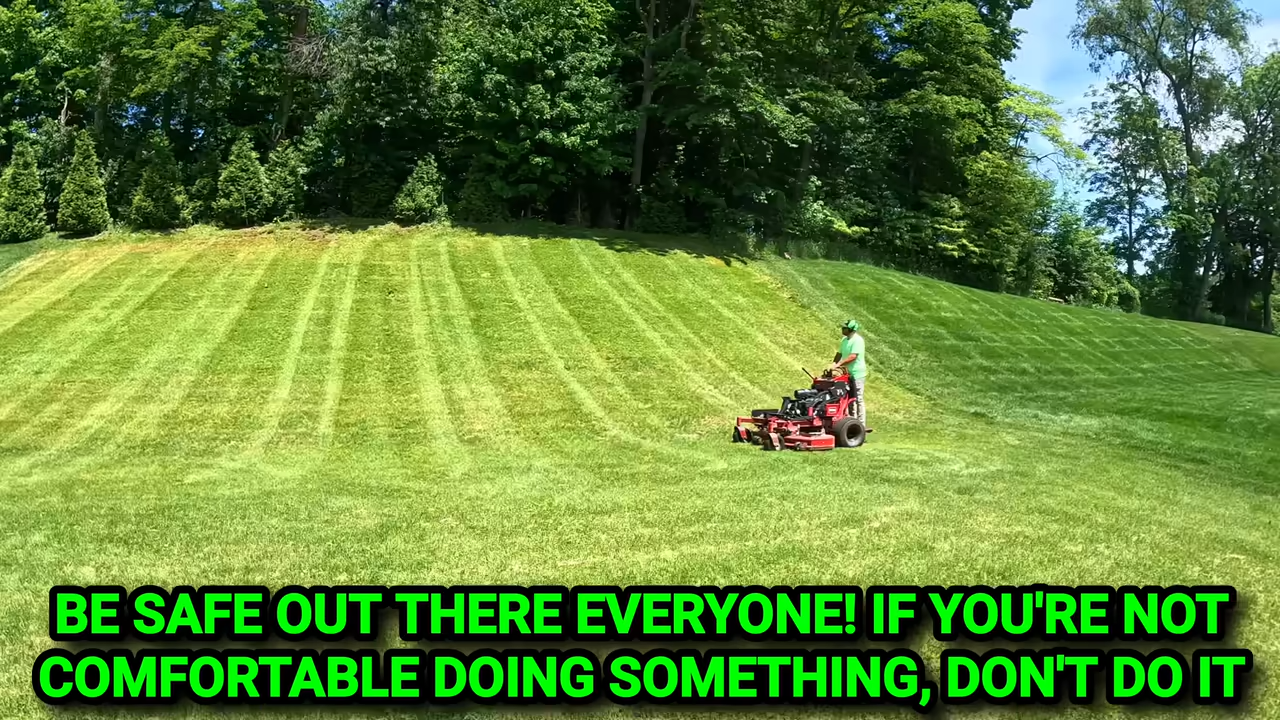 BE SAFE OUT THERE EVERYONE! IF YOU'RE NOT
COMFORTABLE DOING SOMETHING, DON'T DO IT